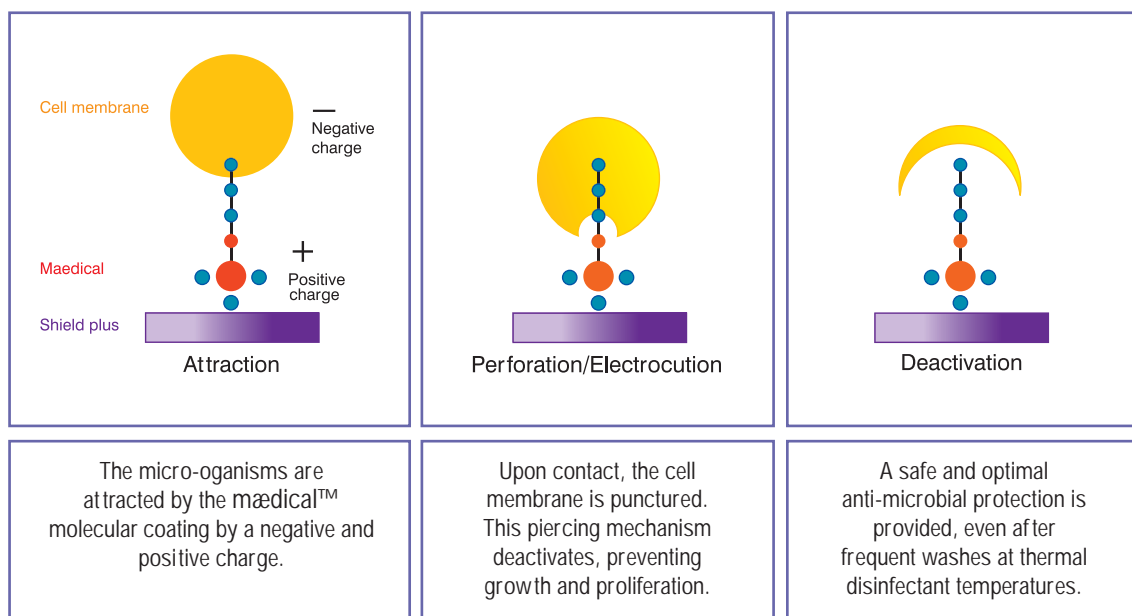 Cell membrane
−
Negative
charge
Maedical
+
Positive
charge
Shield plus
Attraction
Perforation/Electrocution
Deactivation
The micro-oganisms are
attracted by the mædical™
molecular coating by a negative and
positive charge.
Upon contact, the cell
membrane is punctured.
This piercing mechanism
deactivates, preventing
growth and proliferation.
A safe and optimal
anti-microbial protection is
provided, even after
frequent washes at thermal
disinfectant temperatures.